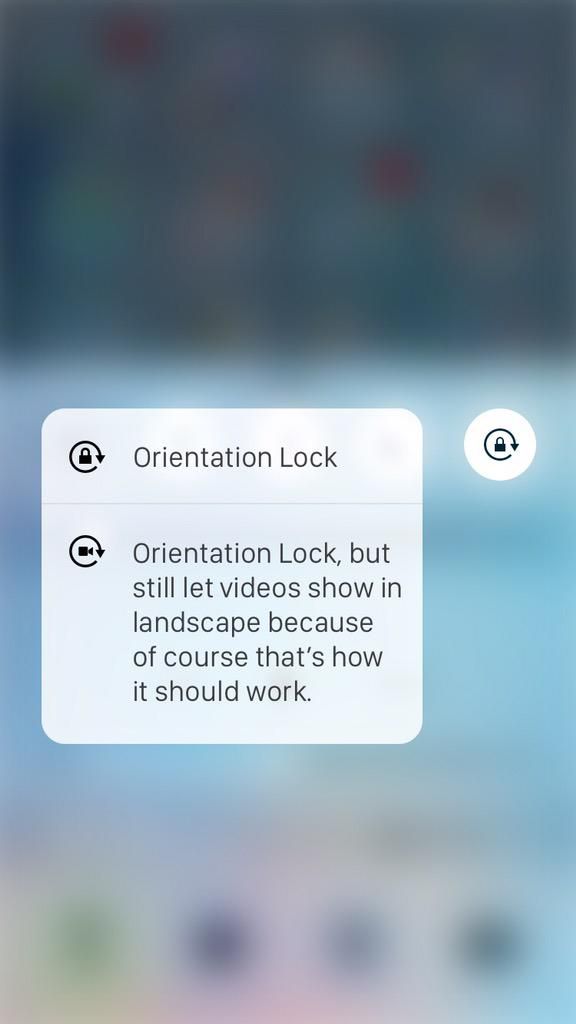 Orientation Lock
Orientation Lock, but
still let videos show in
landscape because
of course that’s how
it should work.